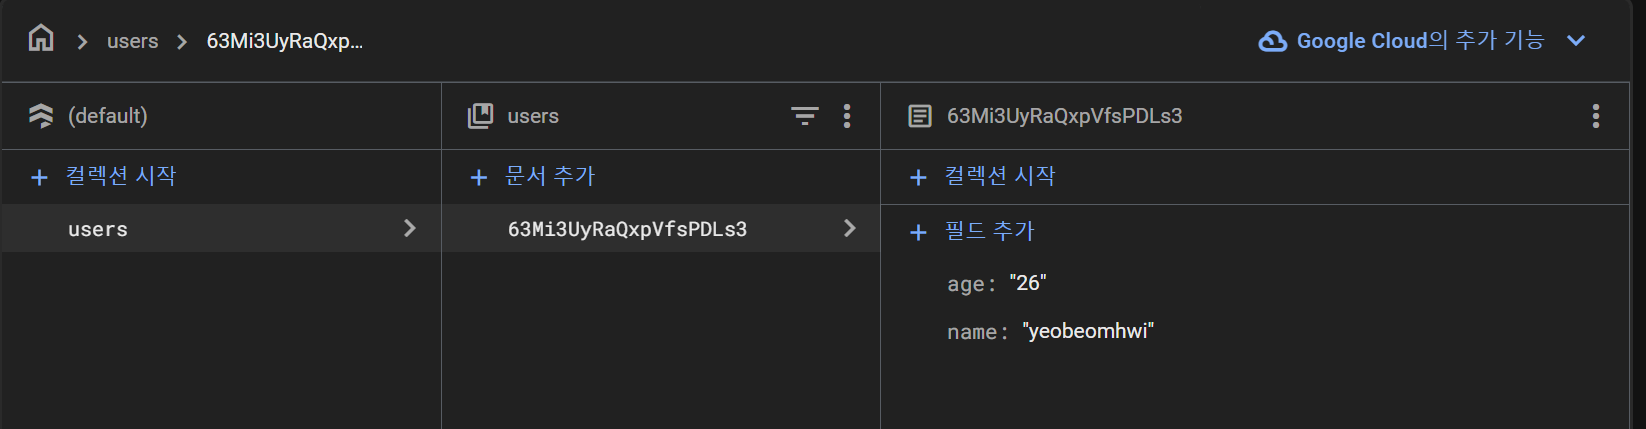 users
63Mi3UyRaQxp...
Google Cloud의 추가 기능
(default)
users
63Mi3UyRaQxpVfsPDLs3
+ 컬렉션 시작
+ 문서 추가
+ 컬렉션 시작
users
63Mi3UyRaQxpVfsPDLs3
+ 필드 추가
age: "26"
name: "yeobeomhwi"